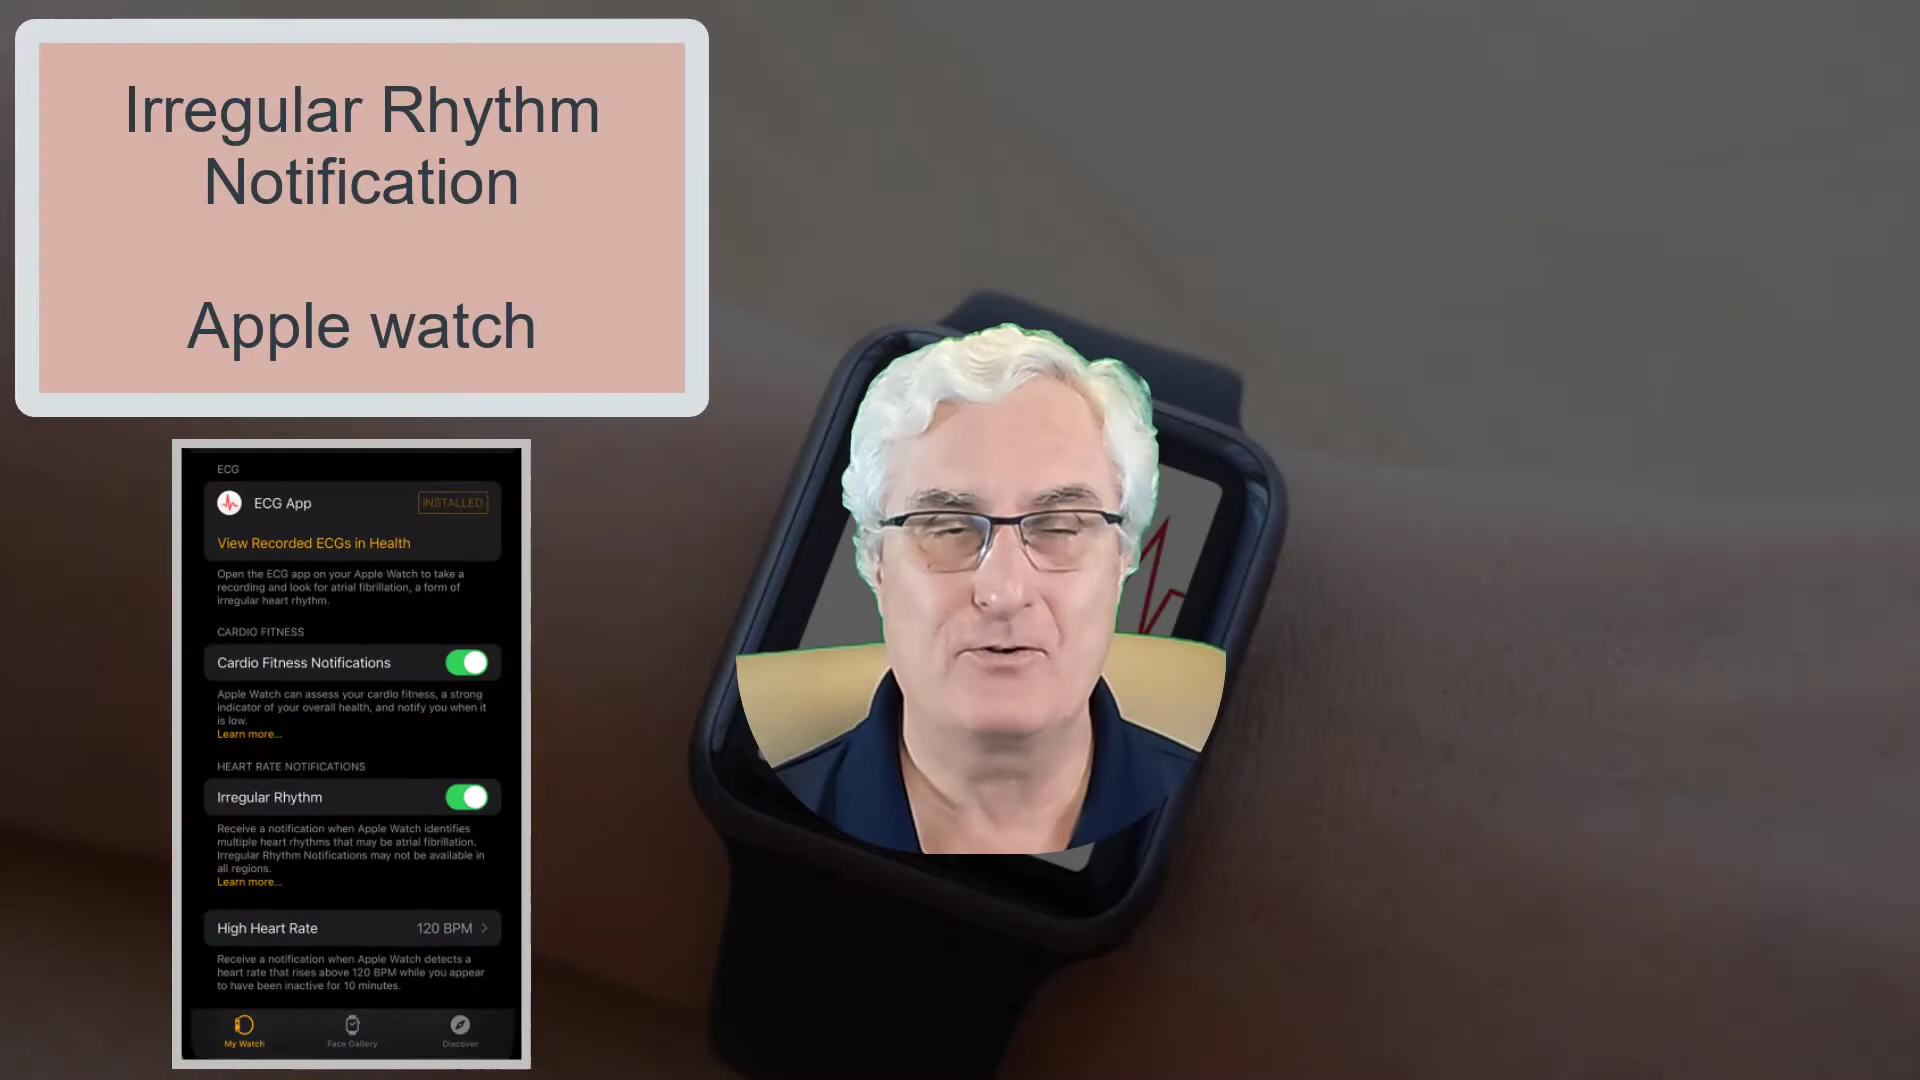 Irregular Rhythm
Notification
Apple watch
ECG
ECG App
INSTALLED
View Recorded ECGs in Health
Open the ECG app on your Apple Watch to take a
recording and look for atrial fibrillation, a form of
irregular heart rhythm.
CARDIO FITNESS
Cardio Fitness Notifications
Apple Watch can assess your cardio fitness, a strong
indicator of your overall health, and notify you when it
is low.
Learn more...
HEART RATE NOTIFICATIONS
Irregular Rhythm
Receive a notification when Apple Watch identifies
multiple heart rhythms that may be atrial fibrillation.
Irregular Rhythm Notifications may not be available in
all regions.
Learn more...
High Heart Rate
120 BPM
Receive a notification when Apple Watch detects a
heart rate that rises above 120 BPM while you appear
to have been inactive for 10 minutes.
My Watch
Face Gallery
Discover